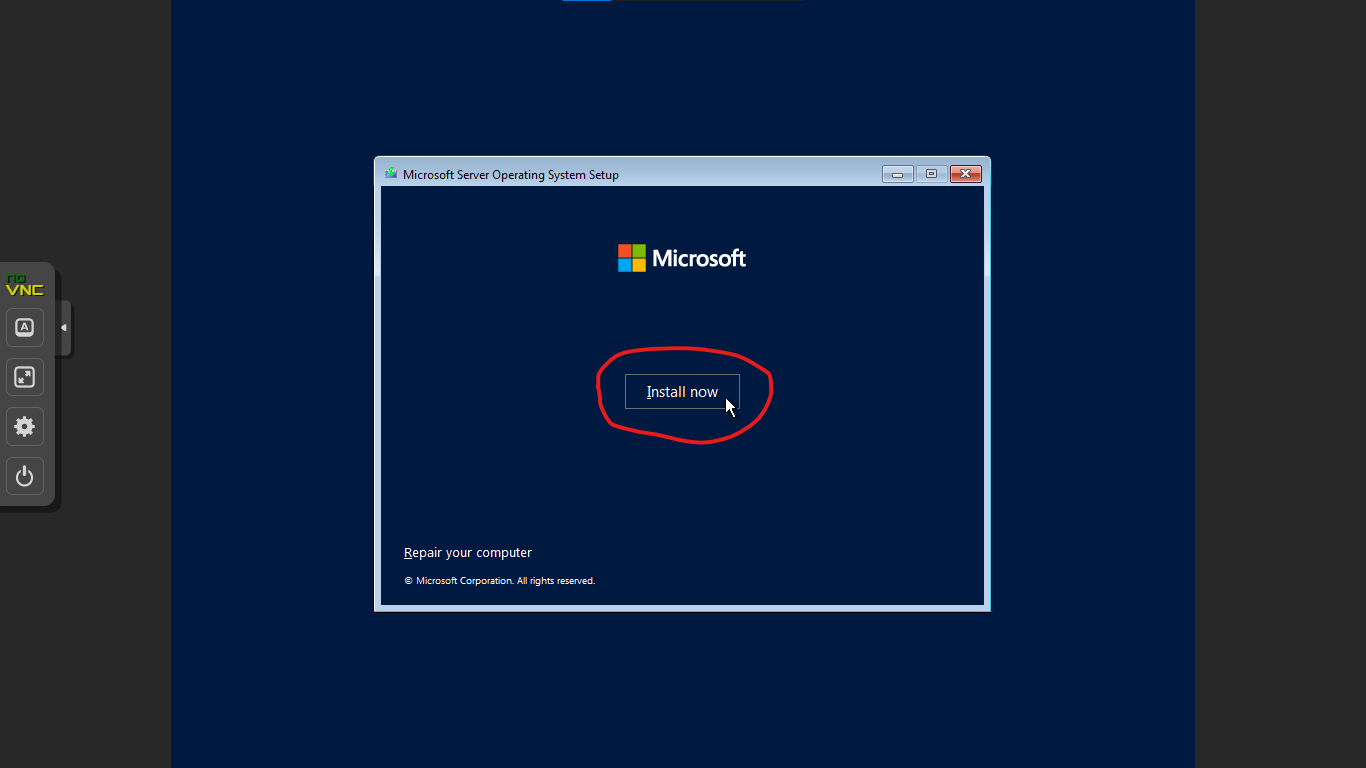 Microsoft Server Operating System Setup
Microsoft
no
VNC
A
Install now
Repair your computer
© Microsoft Corporation. All rights reserved.